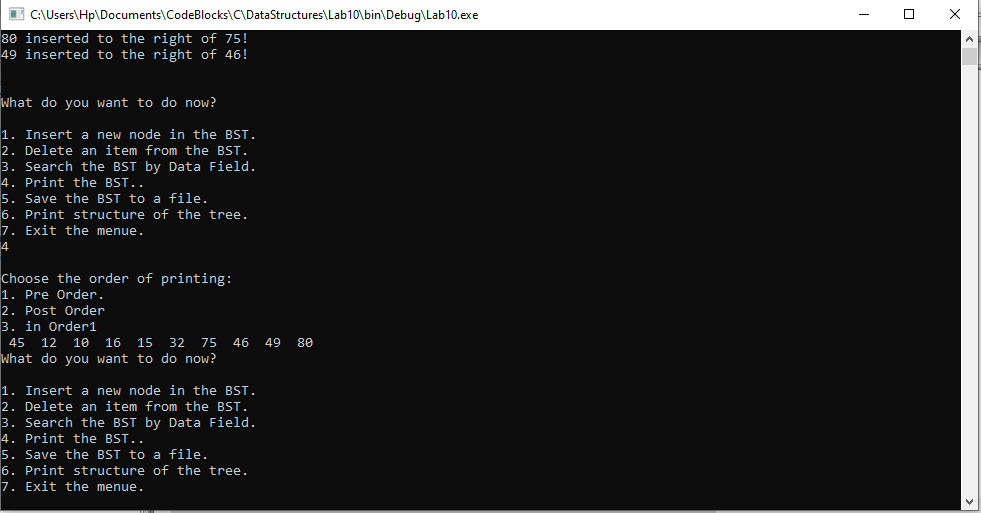 C:\Users\Hp\Documents\CodeBlocks\C\DataStructures\Lab10\bin\Debug\Lab10.exe
80 inserted to the right of 75!
49 inserted to the right of 46!
What do you want to do now?
1. Insert a new node in the BST.
2. Delete an item from the BST.
3. Search the BST by Data Field.
4. Print the BST..
5. Save the BST to a file.
6. Print structure of the tree.
7. Exit the menue.
4
Choose the order of printing:
1. Pre Order.
2. Post Order
3. in Order1
45  12  10  16  15  32  75  46  49  80
What do you want to do now?
1. Insert a new node in the BST.
2. Delete an item from the BST.
3. Search the BST by Data Field.
4. Print the BST..
5. Save the BST to a file.
6. Print structure of the tree.
7. Exit the menue.